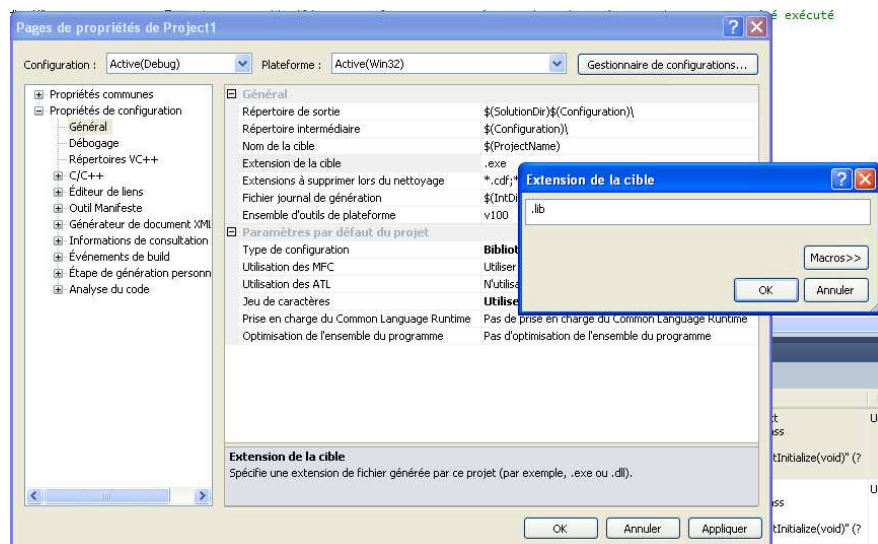 été exécuté
Pages de propriétés de Project1
Configuration :
Active(Debug)
Plateforme :
Active(Win32)
Gestionnaire de configurations...
Propriétés communes
Propriétés de configuration
Général
Débogage
Répertoires VC++
C/C++
Éditeur de liens
Outil Manifeste
Générateur de document XML
Informations de consultation
Événements de build
Étape de génération personn
Analyse du code
Général
Répertoire de sortie $(SolutionDir)$(Configuration)\
Répertoire intermédiaire $(Configuration)\
Nom de la cible $(ProjectName)
Extension de la cible .exe
Extensions à supprimer lors du nettoyage *.cdf;*
Fichier journal de génération $(IntDi
Ensemble d'outils de plateforme v100
Paramètres par défaut du projet
Type de configuration Bibliot
Utilisation des MFC Utiliser
Utilisation des ATL N'utilisa
Jeu de caractères Utilise
Prise en charge du Common Language Runtime Pas de prise en charge du Common Language Runtime
Optimisation de l'ensemble du programme Pas d'optimisation de l'ensemble du programme
Extension de la cible
Spécifie une extension de fichier générée par ce projet (par exemple, .exe ou .dll).
OK
Annuler
Appliquer
Extension de la cible
.lib
Macros>>
OK
Annuler
tInitialize(void)" (?
tInitialize(void)" (?